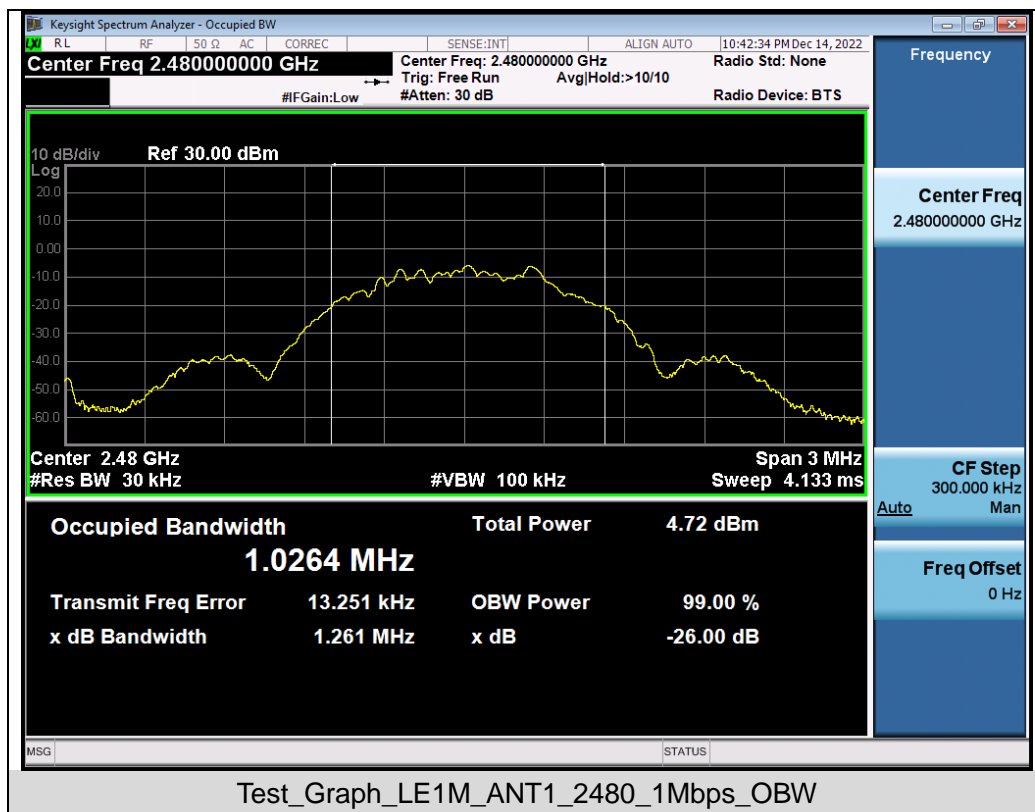 Keysight Spectrum Analyzer - Occupied BW
LXI RL RF 50 Ω AC CORREC SENSE:INT ALIGN AUTO 10:42:34 PM Dec 14, 2022
Center Freq 2.480000000 GHz
Center Freq: 2.480000000 GHz Radio Std: None
Trig: Free Run Avg|Hold:>10/10
#IFGain:Low #Atten: 30 dB Radio Device: BTS
Frequency
10 dB/div Ref 30.00 dBm
Log
20.0
10.0
0.00
-10.0
-20.0
-30.0
-40.0
-50.0
-60.0
Center 2.48 GHz Span 3 MHz
#Res BW 30 kHz #VBW 100 kHz Sweep 4.133 ms
Center Freq
2.480000000 GHz
CF Step
300.000 kHz
Auto Man
Freq Offset
0 Hz
Occupied Bandwidth Total Power 4.72 dBm
1.0264 MHz
Transmit Freq Error 13.251 kHz OBW Power 99.00 %
x dB Bandwidth 1.261 MHz x dB -26.00 dB
MSG STATUS
Test_Graph_LE1M_ANT1_2480_1Mbps_OBW